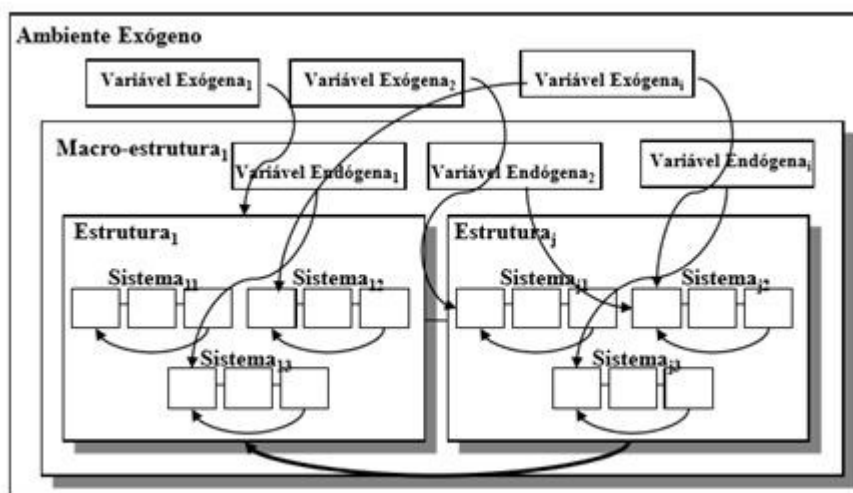 Ambiente Exógeno
Variável Exógena1
Variável Exógena2
Variável Exógenai
Macro-estrutura1
Variável Endógena1
Variável Endógena2
Variável Endógenai
Estrutura1
Estruturaj
Sistema11
Sistema12
Sistemaj1
Sistemaj2
Sistema13
Sistemaj3